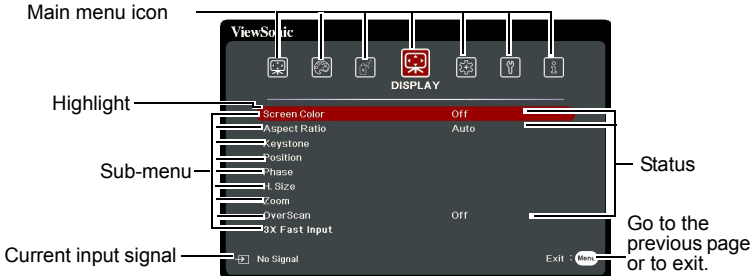 Main menu icon
ViewSonic
DISPLAY
Highlight
Screen Color Off
Aspect Ratio Auto
Keystone
Position
Sub-menu
Phase
Status
H. Size
Zoom
OverScan Off
3X Fast Input
Current input signal
No Signal
Exit : Menu
Go to the
previous page
or to exit.